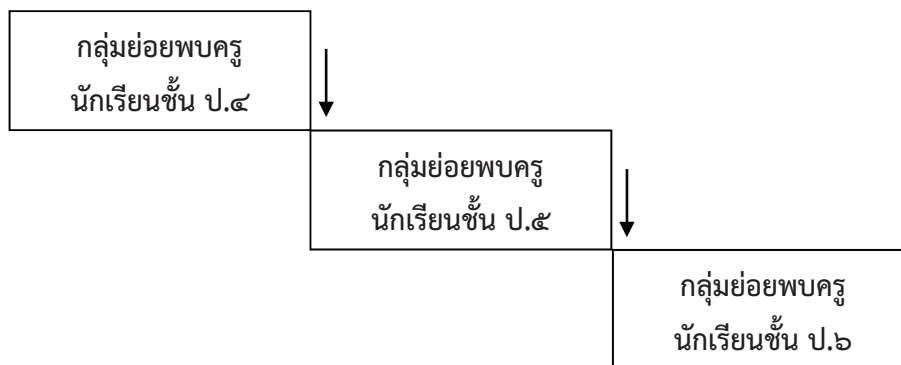 กลุ่มย่อยพบครู
นักเรียนชั้น ป.๔
กลุ่มย่อยพบครู
นักเรียนชั้น ป.๕
กลุ่มย่อยพบครู
นักเรียนชั้น ป.๖